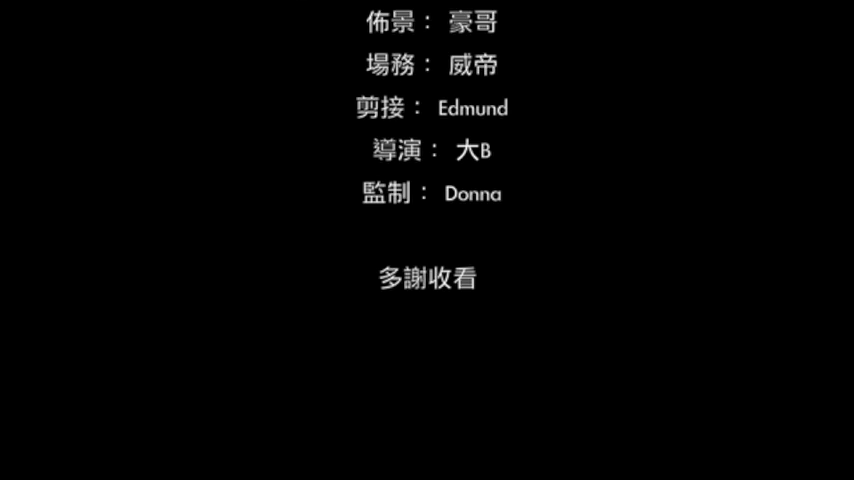 佈景： 豪哥
場務： 威帝
剪接： Edmund
導演： 大B
監制： Donna
多謝收看